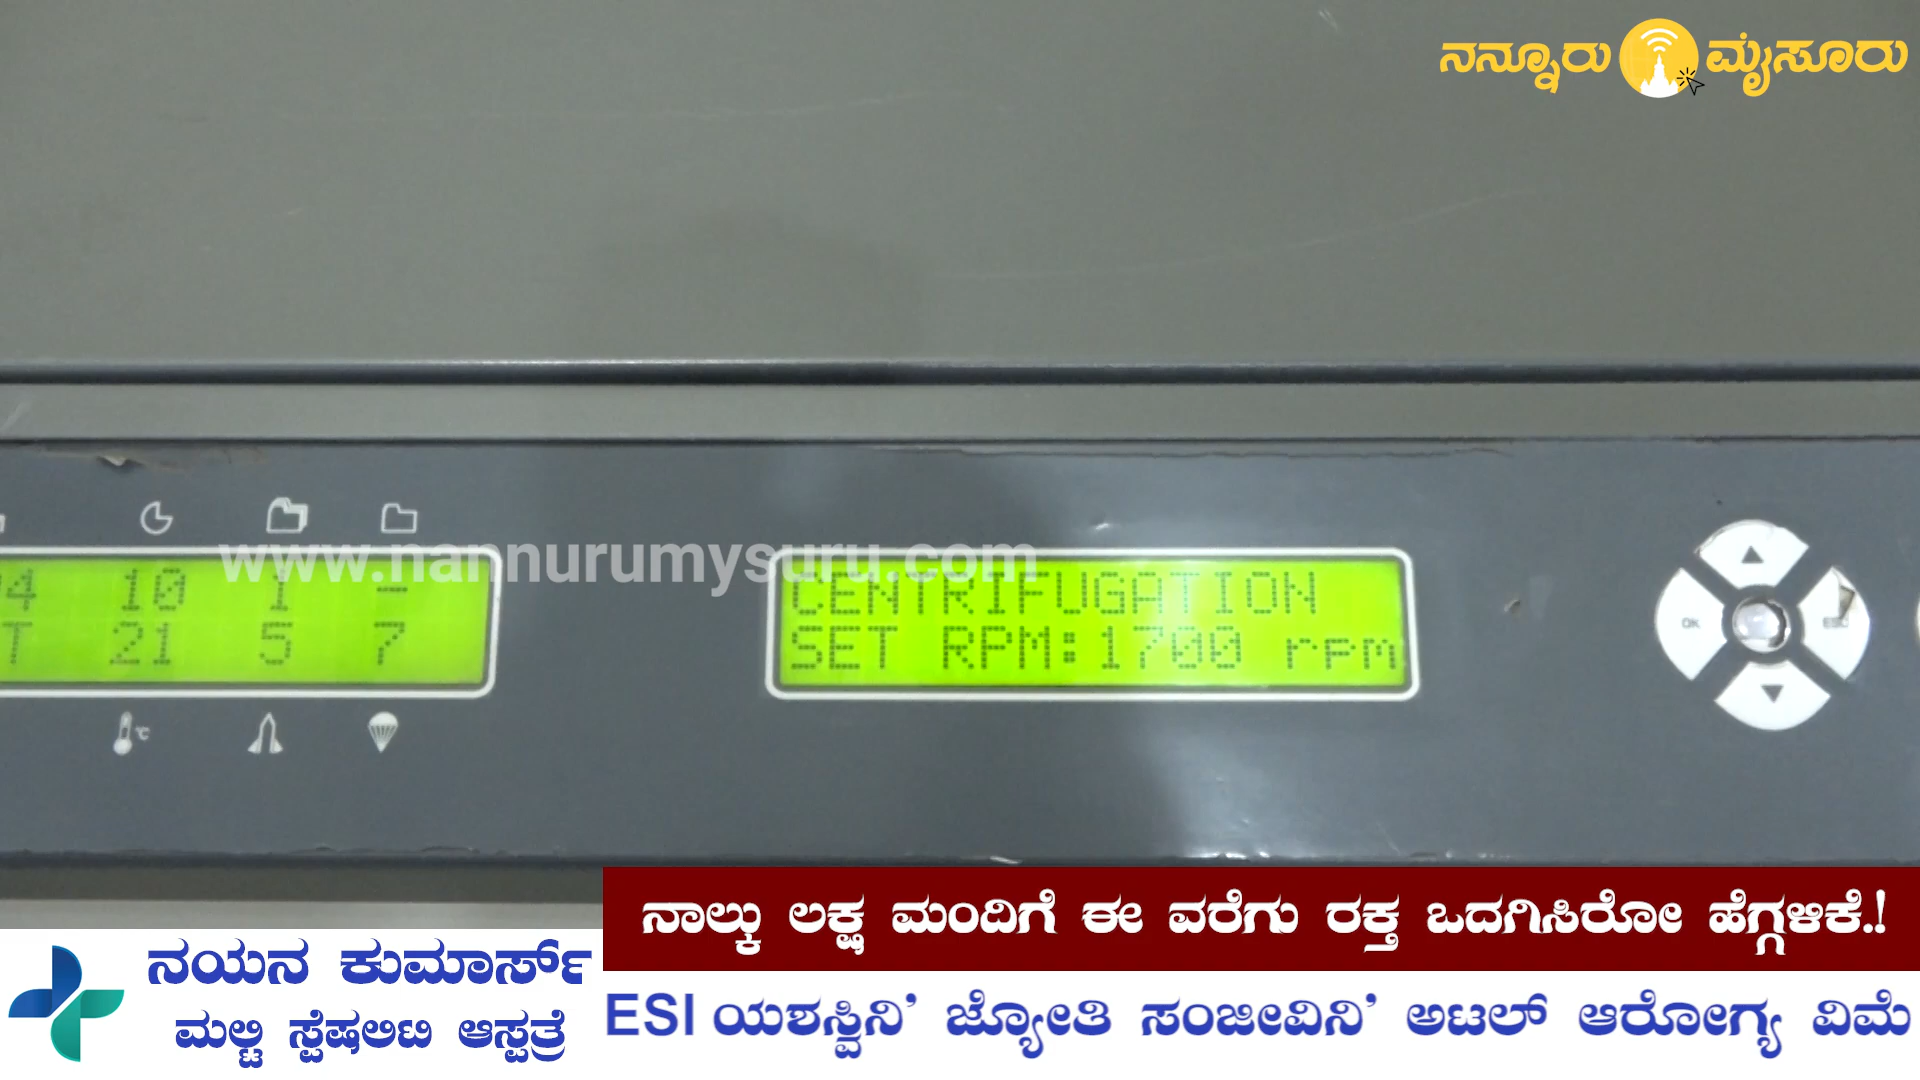 ನನ್ನೂರು ಮೈಸೂರು
www.nannurumysuru.com
10 1 --
21 5 7
°C
CENTRIFUGATION
SET RPM:1700 rpm
OK
ESC
ನಾಲ್ಕು ಲಕ್ಷ ಮಂದಿಗೆ ಈ ವರೆಗು ರಕ್ತ ಒದಗಿಸಿರೋ ಹೆಗ್ಗಳಿಕೆ.!
ನಯನ ಕುಮಾರ್ಸ್
ಮಲ್ಟಿ ಸ್ಪೆಷಲಿಟಿ ಆಸ್ಪತ್ರೆ
ESI ಯಶಸ್ವಿನಿ' ಜ್ಯೋತಿ ಸಂಜೀವಿನಿ' ಅಟಲ್ ಆರೋಗ್ಯ ವಿಮೆ